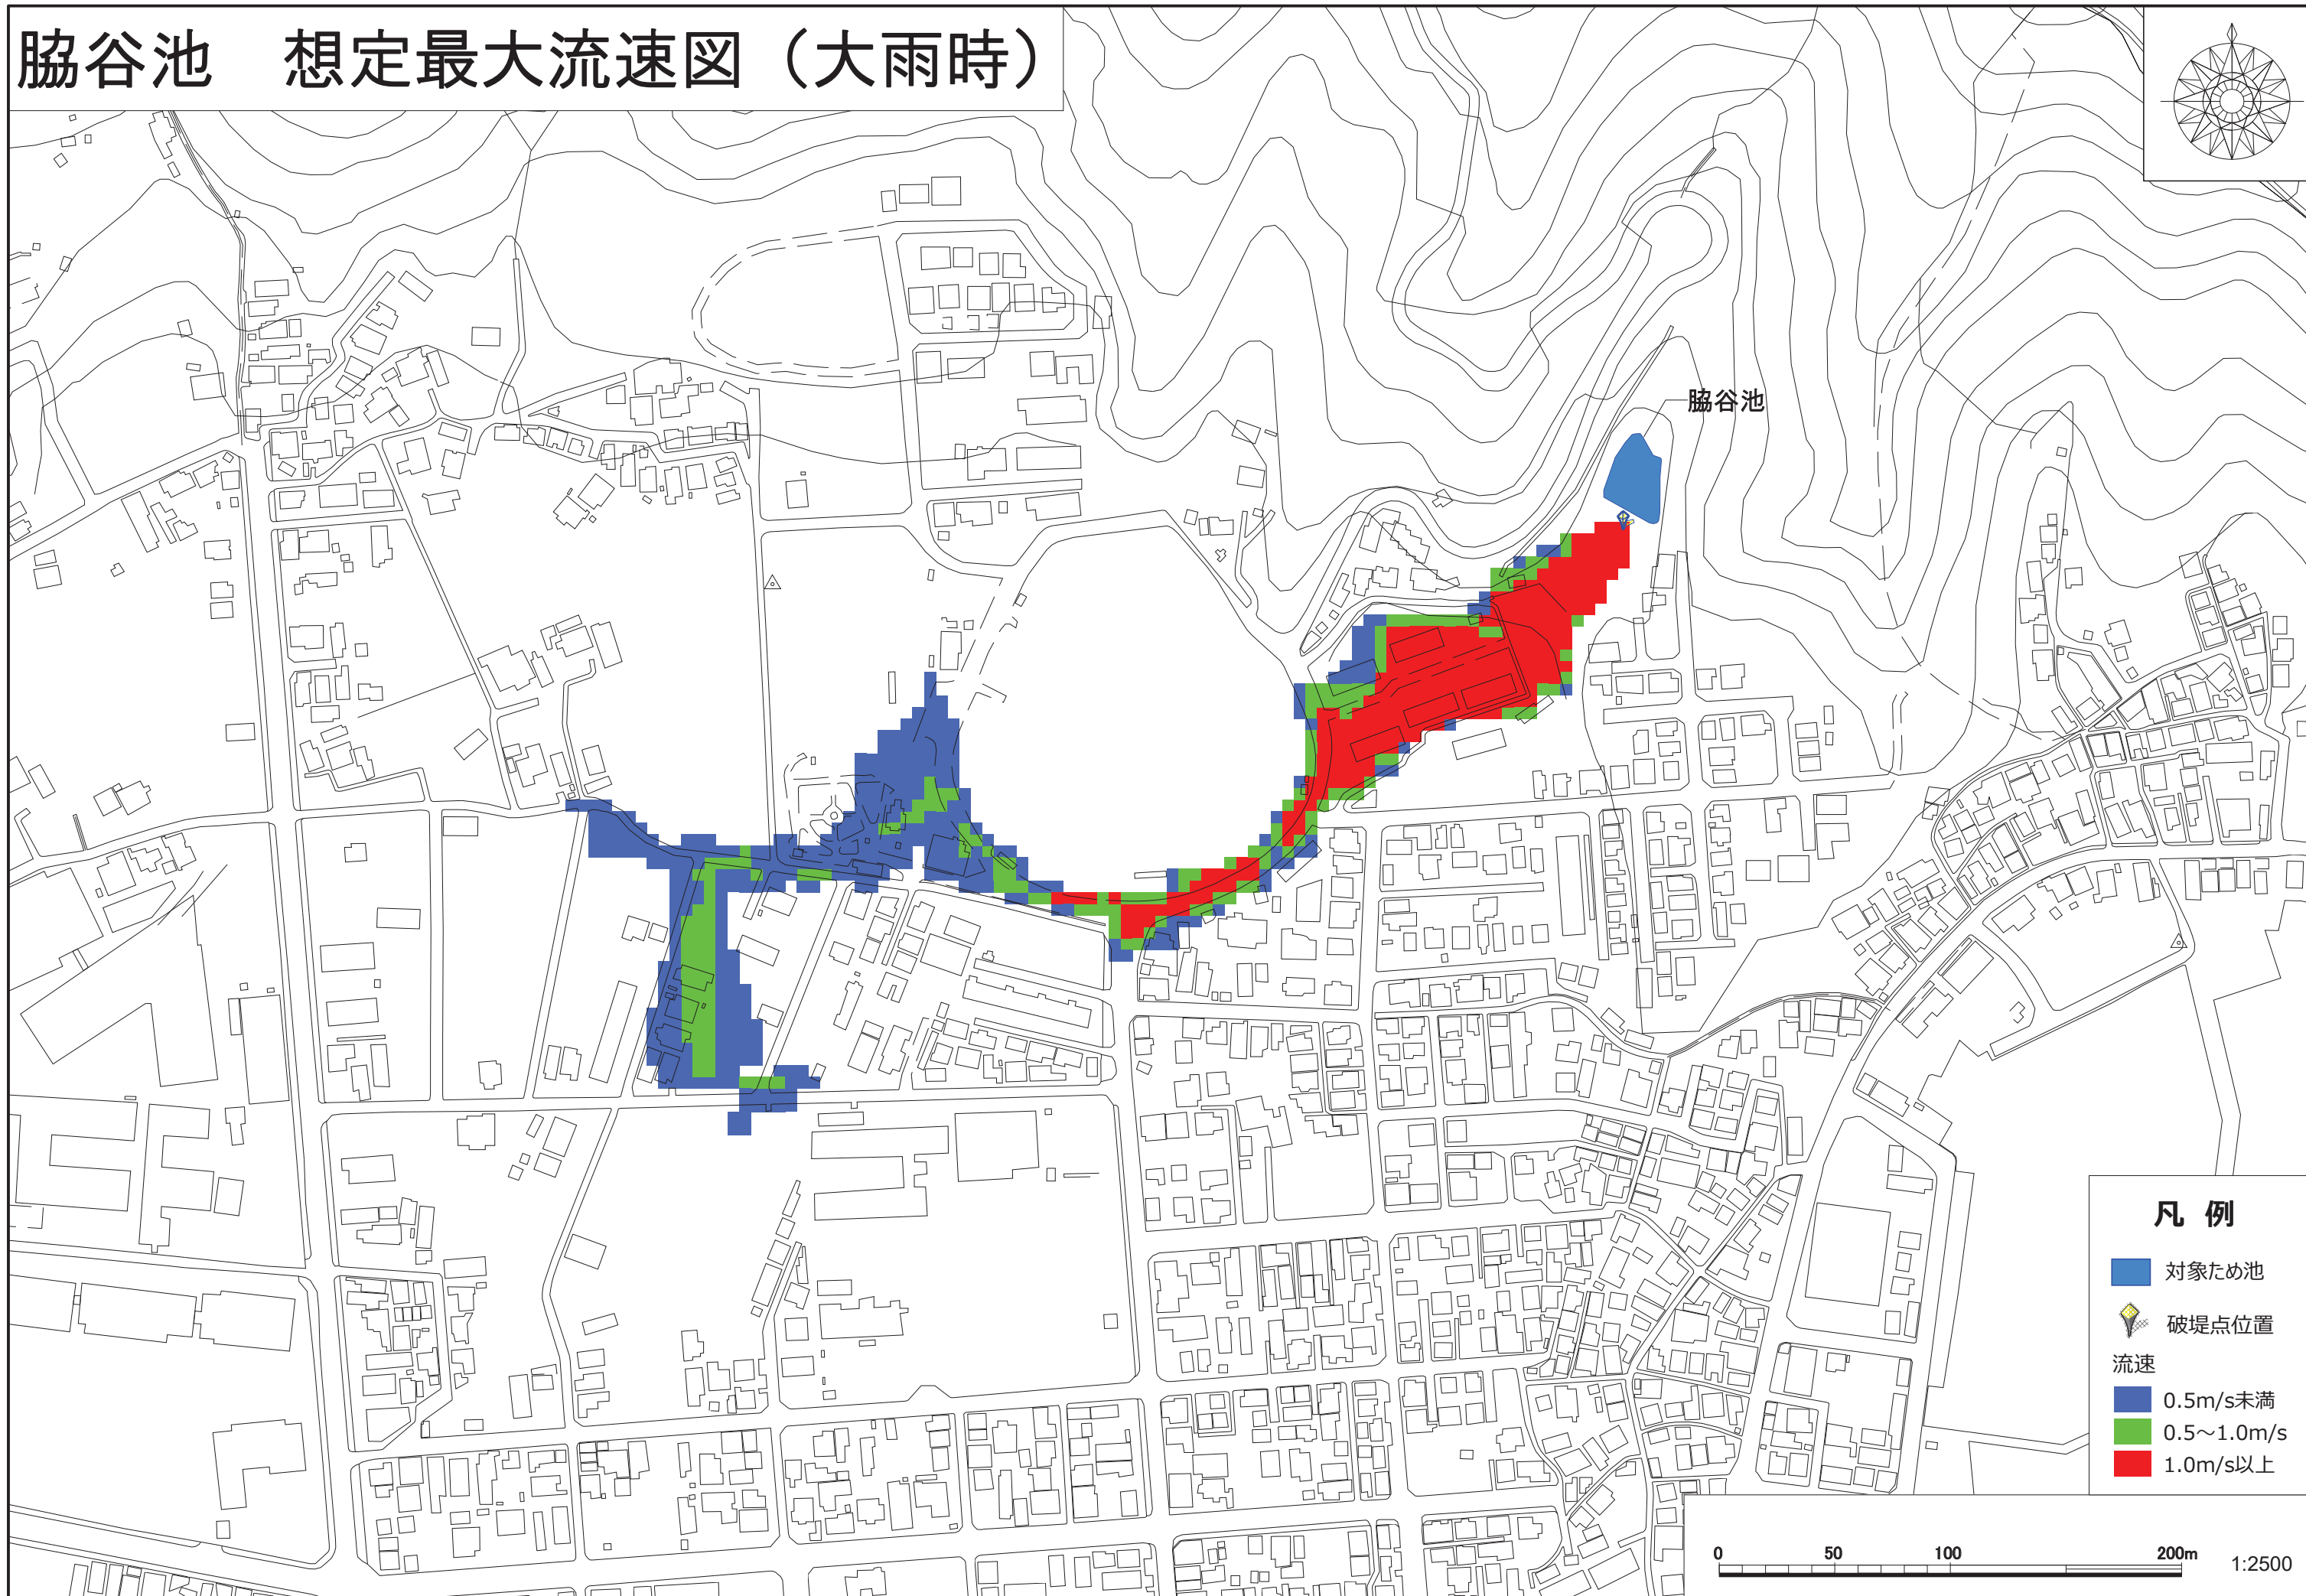 脇谷池　想定最大流速図（大雨時）
脇谷池
凡 例
対象ため池
破堤点位置
流速
0.5m/s未満
0.5～1.0m/s
1.0m/s以上
0 50 100 200m
1:2500